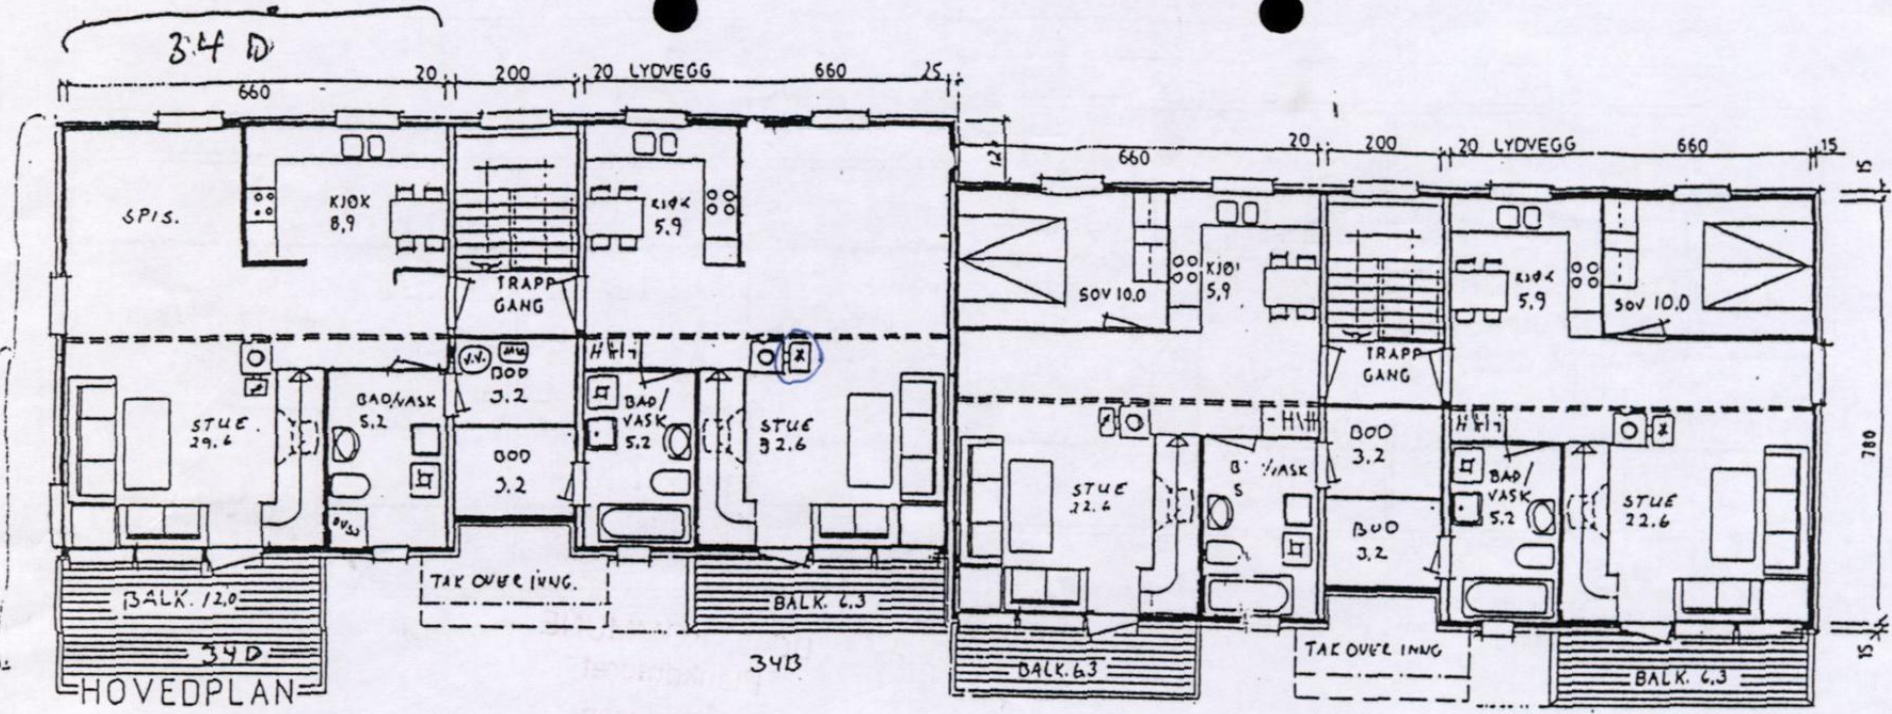 34 D
660 20 200 20 LYDVEGG 660 25
660 20 200 20 LYDVEGG 660 15
15
SPIS.
KJØK
8,9
KJØK
5.9
TRAPP
GANG
SOV 10.0
KJØ
5,9
TRAPP
GANG
KJØK
5.9
SOV 10.0
V.V.
BOD
3.2
BAD/VASK
5.2
STUE
29.6
BOD
3.2
BAD/
VASK
5.2
STUE
32.6
STUE
22.6
B /VASK
5
BOD
3.2
BOD
3.2
BAD/
VASK
5.2
STUE
22.6
780
15
BALK. 12.0
34D
HOVEDPLAN
TAK OVER INNG.
BALK. 6.3
34B
BALK. 6.3
TAK OVER INNG
BALK. 6.3